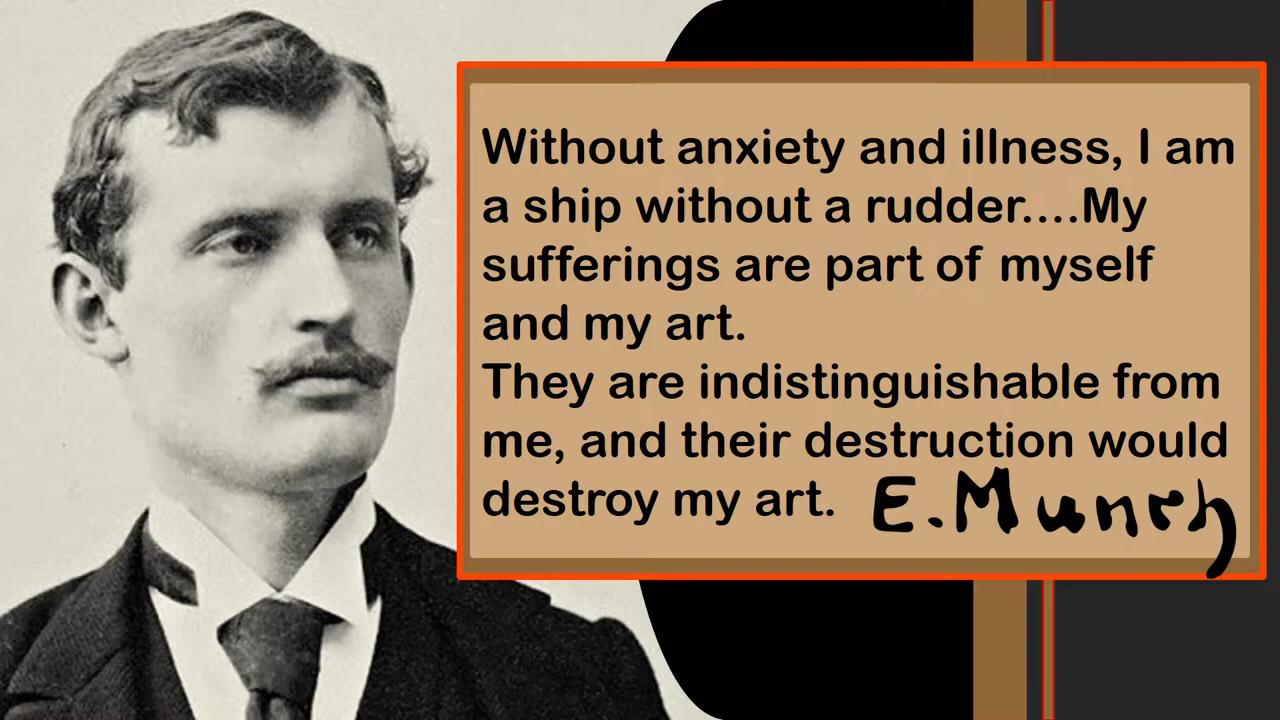 Without anxiety and illness, I am
a ship without a rudder....My
sufferings are part of myself
and my art.
They are indistinguishable from
me, and their destruction would
destroy my art. E.Munch